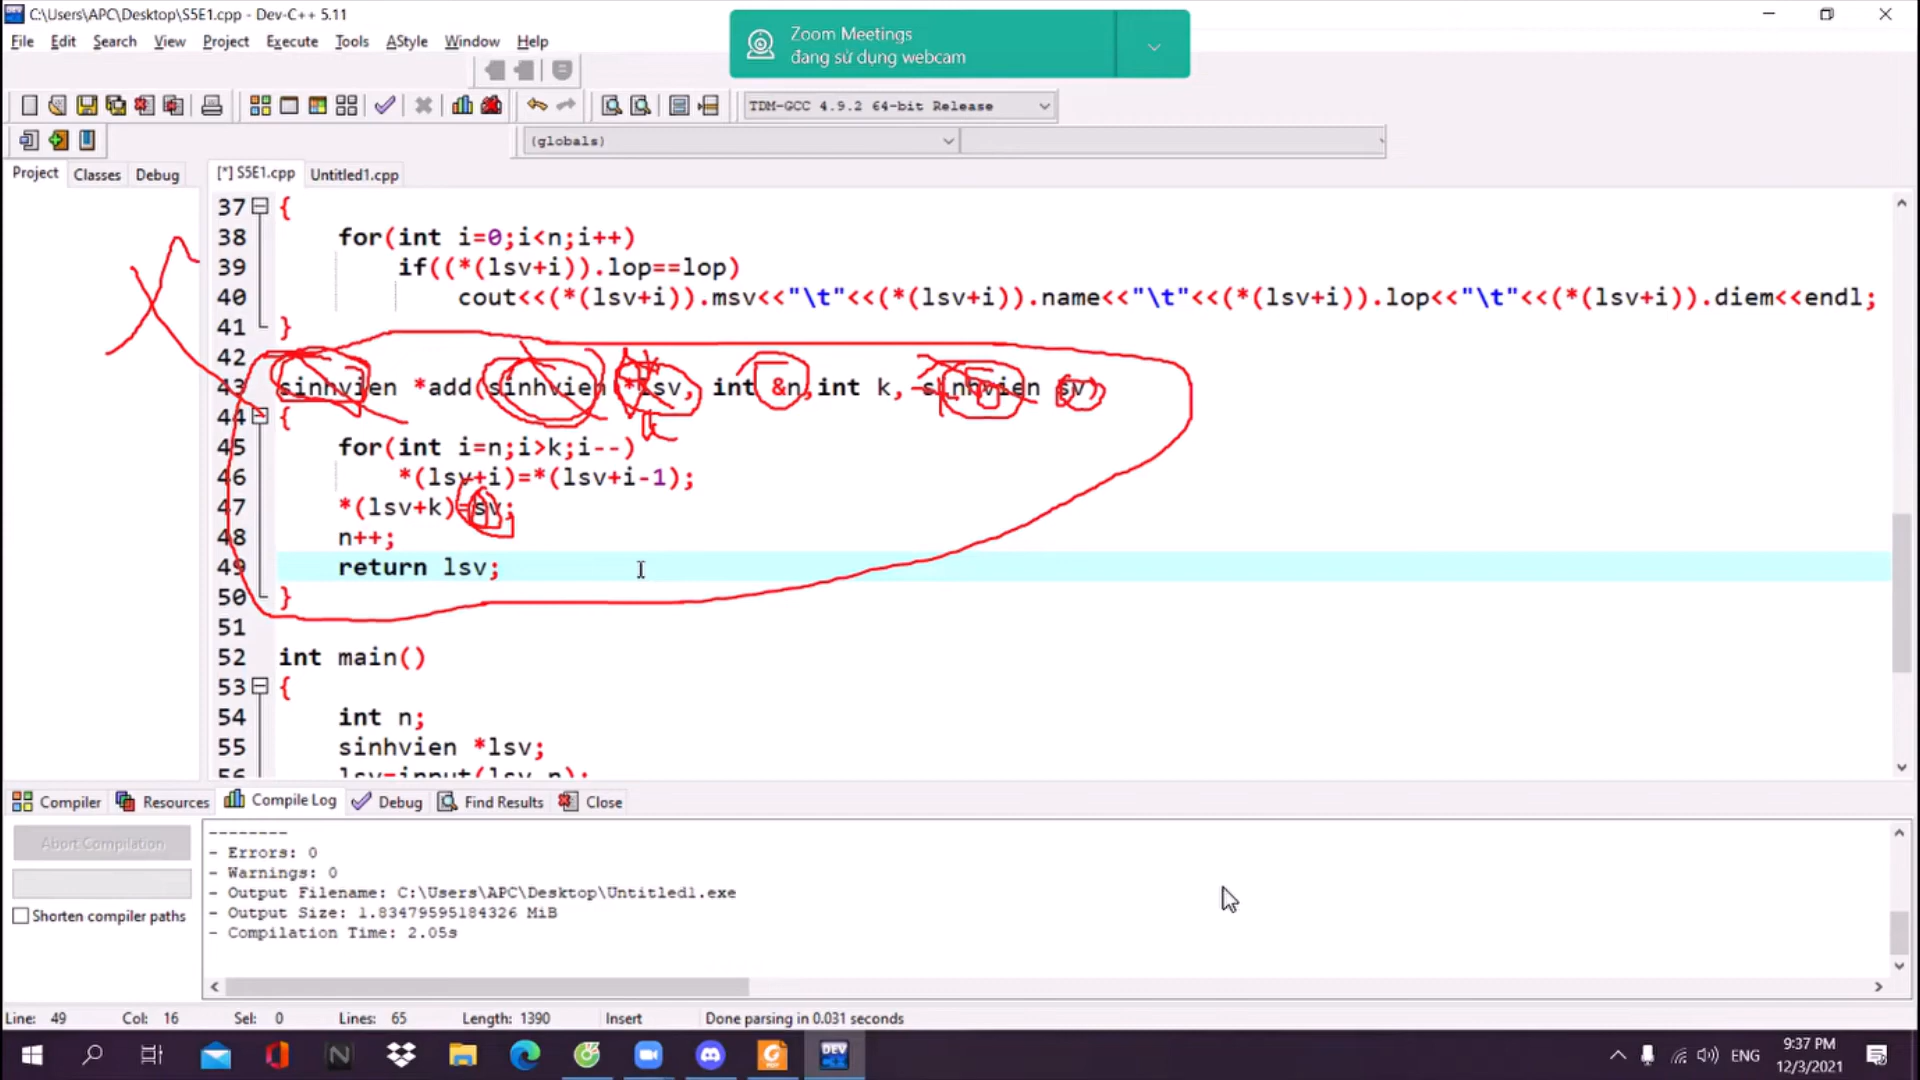 C:\Users\APC\Desktop\S5E1.cpp - Dev-C++ 5.11
File Edit Search View Project Execute Tools AStyle Window Help
Zoom Meetings
đang sử dụng webcam
TDM-GCC 4.9.2 64-bit Release
(globals)
Project Classes Debug
[*] S5E1.cpp Untitled1.cpp
37 {
38 for(int i=0;i<n;i++)
39 if((*(lsv+i)).lop==lop)
40 cout<<(*(lsv+i)).msv<<"\t"<<(*(lsv+i)).name<<"\t"<<(*(lsv+i)).lop<<"\t"<<(*(lsv+i)).diem<<endl;
41 }
42
43 sinhvien *add(sinhvien *lsv, int &n,int k, sinhvien sv)
44 {
45 for(int i=n;i>k;i--)
46 *(lsv+i)=*(lsv+i-1);
47 *(lsv+k)=sv;
48 n++;
49 return lsv;
50 }
51
52 int main()
53 {
54 int n;
55 sinhvien *lsv;
56 lsv=input(lsv,n);
Compiler Resources Compile Log Debug Find Results Close
Abort Compilation
Shorten compiler paths
--------
- Errors: 0
- Warnings: 0
- Output Filename: C:\Users\APC\Desktop\Untitled1.exe
- Output Size: 1.83479595184326 MiB
- Compilation Time: 2.05s
Line: 49 Col: 16 Sel: 0 Lines: 65 Length: 1390 Insert Done parsing in 0.031 seconds
DEV
ENG
9:37 PM
12/3/2021